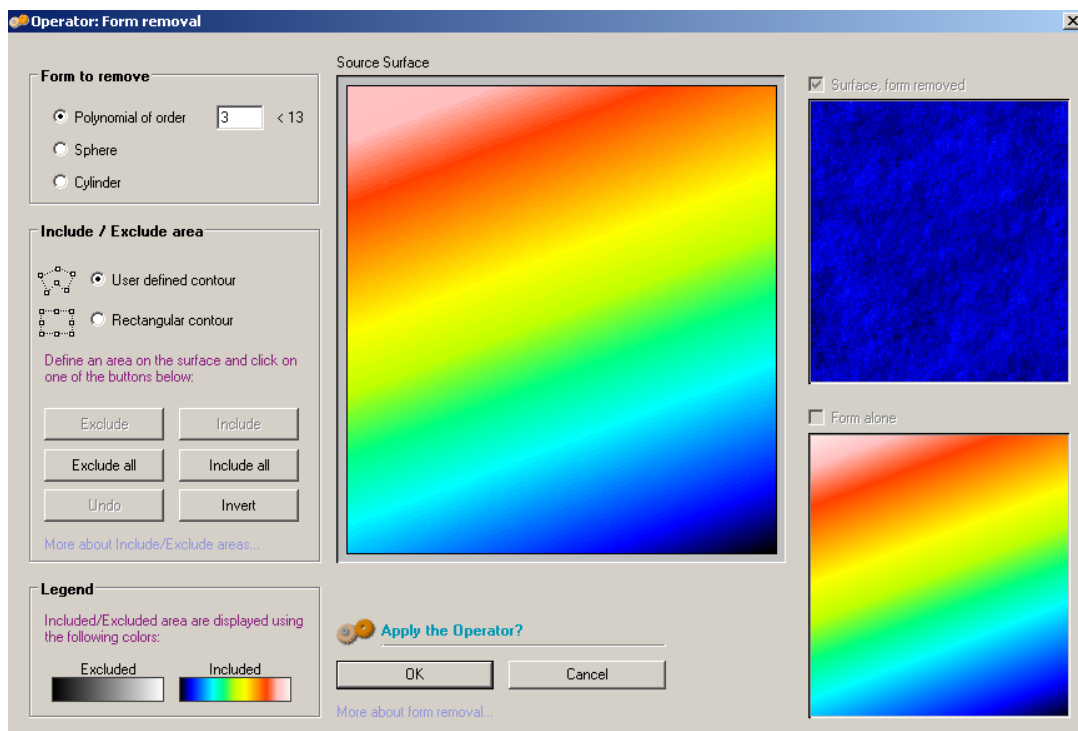 Operator: Form removal
Form to remove
Polynomial of order 3 < 13
Sphere
Cylinder
Include / Exclude area
User defined contour
Rectangular contour
Define an area on the surface and click on
one of the buttons below:
Exclude Include
Exclude all Include all
Undo Invert
More about Include/Exclude areas...
Legend
Included/Excluded area are displayed using
the following colors:
Excluded Included
Source Surface
Apply the Operator?
OK Cancel
More about form removal...
Surface, form removed
Form alone